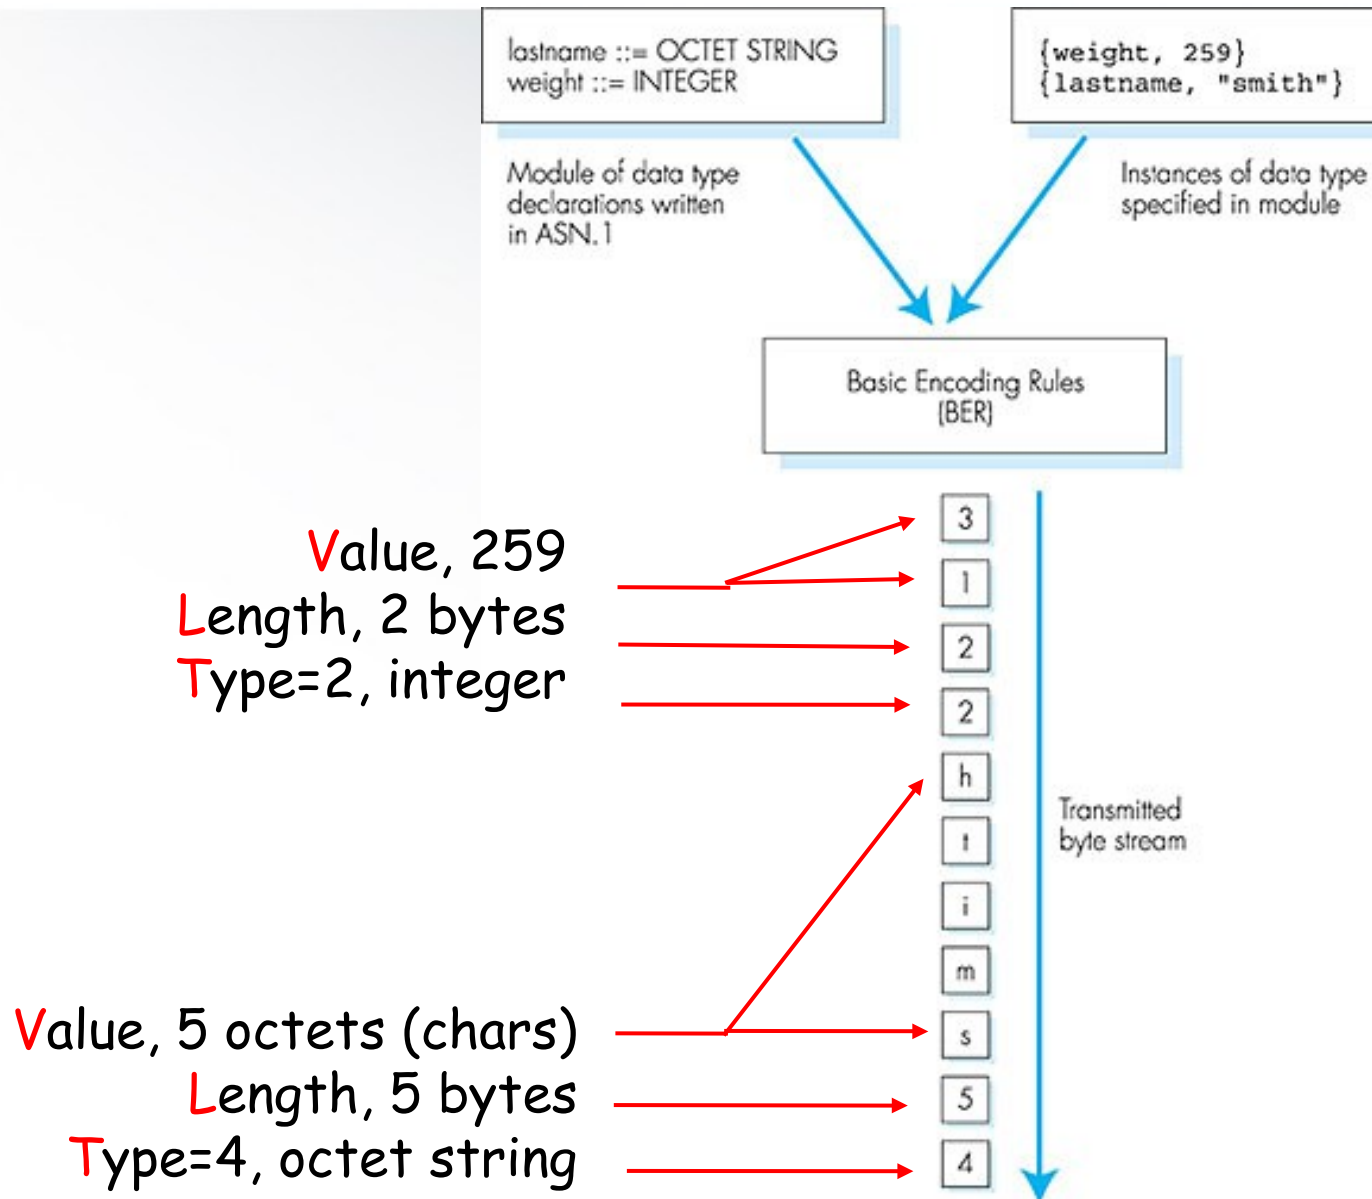 lastname ::= OCTET STRING
weight ::= INTEGER
{weight, 259}
{lastname, "smith"}
Module of data type
declarations written
in ASN.1
Instances of data type
specified in module
Basic Encoding Rules
(BER)
Value, 259
Length, 2 bytes
Type=2, integer
3
1
2
2
h
t
i
m
s
5
4
Transmitted
byte stream
Value, 5 octets (chars)
Length, 5 bytes
Type=4, octet string